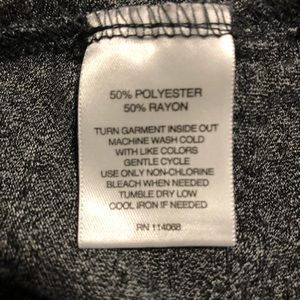 50% POLYESTER
50% RAYON
TURN GARMENT INSIDE OUT
MACHINE WASH COLD
WITH LIKE COLORS
GENTLE CYCLE
USE ONLY NON-CHLORINE
BLEACH WHEN NEEDED
TUMBLE DRY LOW
COOL IRON IF NEEDED
RN 114068